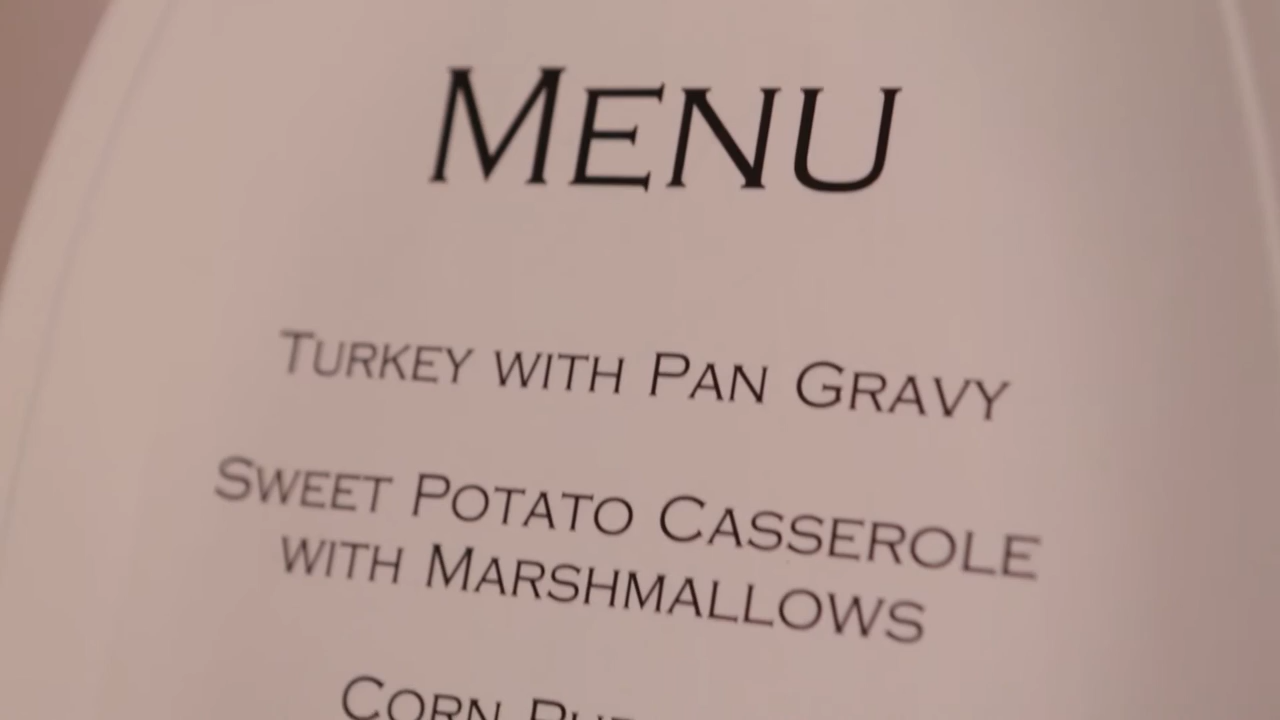 MENU
TURKEY WITH PAN GRAVY
SWEET POTATO CASSEROLE
WITH MARSHMALLOWS
CORN